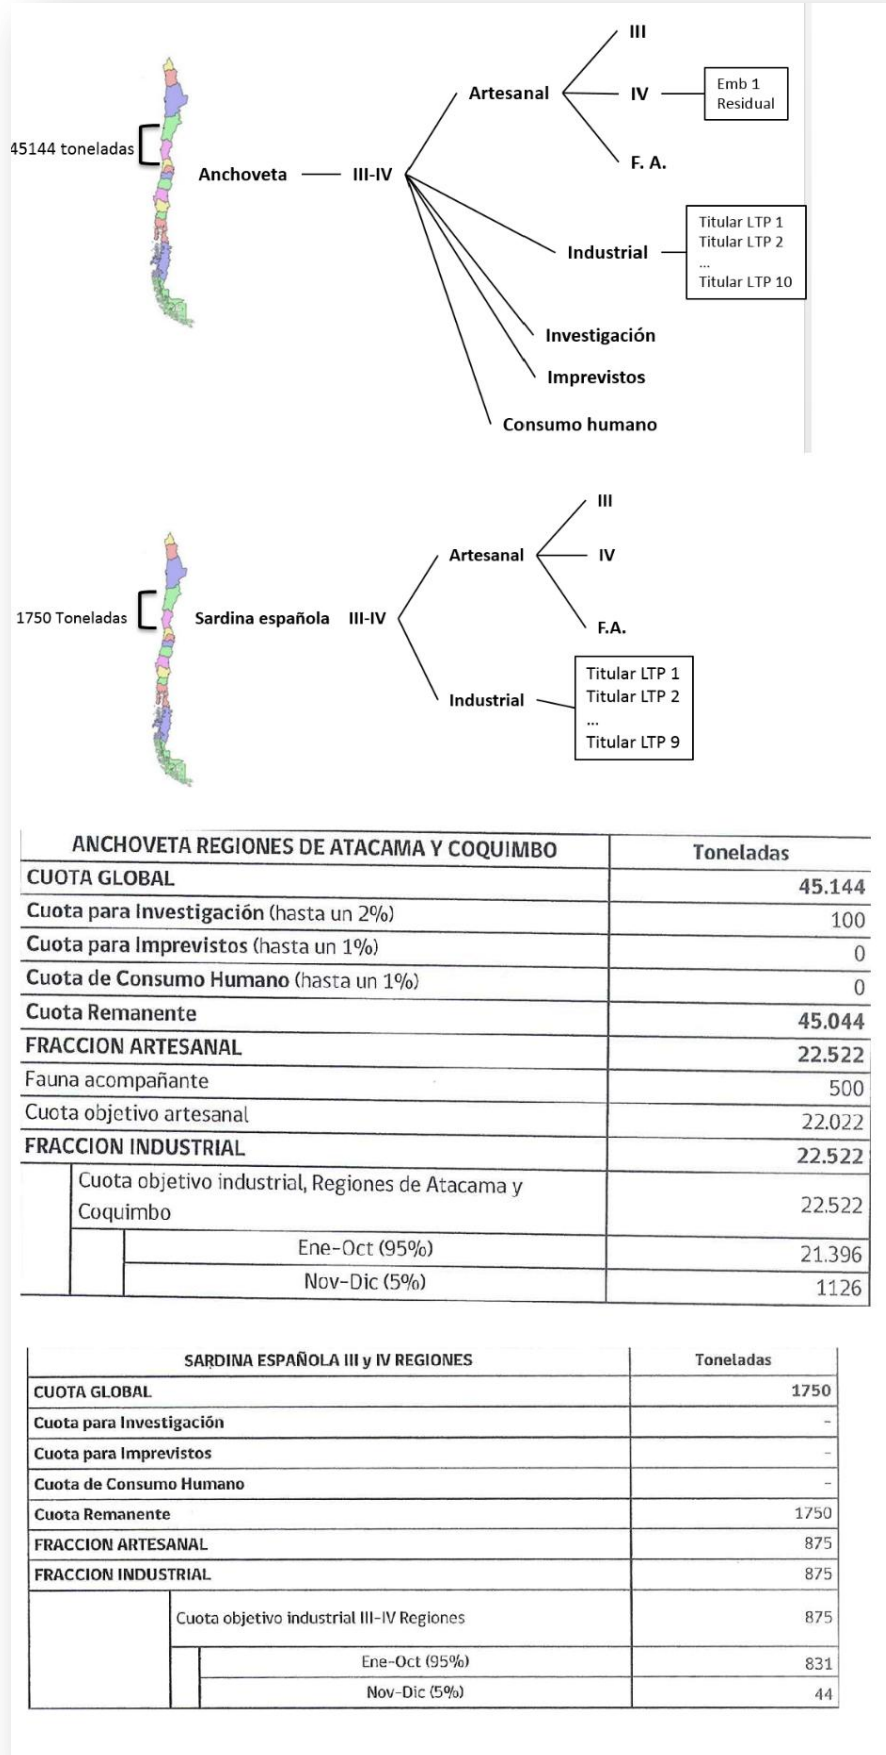 III
Artesanal
IV
Emb 1
Residual
F. A.
45144 toneladas
Anchoveta
III-IV
Industrial
Titular LTP 1
Titular LTP 2
...
Titular LTP 10
Investigación
Imprevistos
Consumo humano
III
Artesanal
IV
F.A.
1750 Toneladas
Sardina española III-IV
Industrial
Titular LTP 1
Titular LTP 2
...
Titular LTP 9
ANCHOVETA REGIONES DE ATACAMA Y COQUIMBO Toneladas
CUOTA GLOBAL 45.144
Cuota para Investigación (hasta un 2%) 100
Cuota para Imprevistos (hasta un 1%) 0
Cuota de Consumo Humano (hasta un 1%) 0
Cuota Remanente 45.044
FRACCION ARTESANAL 22.522
Fauna acompañante 500
Cuota objetivo artesanal 22.022
FRACCION INDUSTRIAL 22.522
Cuota objetivo industrial, Regiones de Atacama y
Coquimbo 22.522
Ene-Oct (95%) 21.396
Nov-Dic (5%) 1126
SARDINA ESPAÑOLA III y IV REGIONES Toneladas
CUOTA GLOBAL 1750
Cuota para Investigación -
Cuota para Imprevistos -
Cuota de Consumo Humano -
Cuota Remanente 1750
FRACCION ARTESANAL 875
FRACCION INDUSTRIAL 875
Cuota objetivo industrial III-IV Regiones 875
Ene-Oct (95%) 831
Nov-Dic (5%) 44